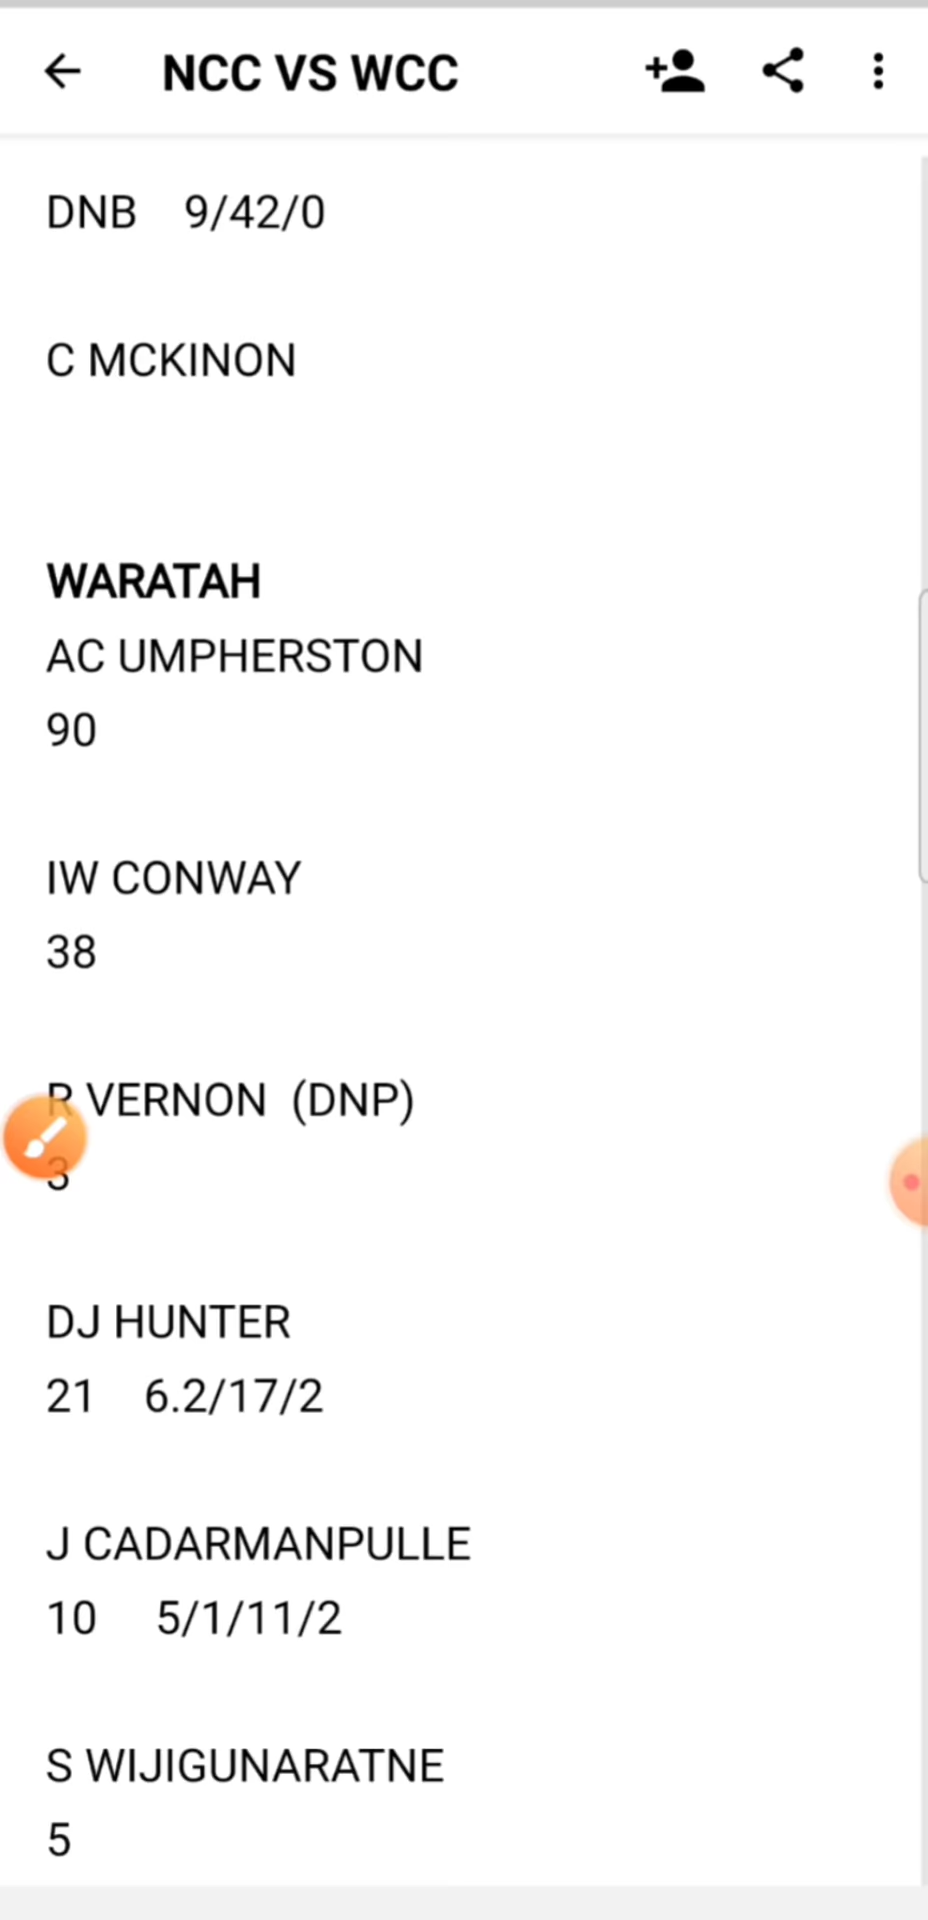 NCC VS WCC
DNB 9/42/0
C MCKINON
WARATAH
AC UMPHERSTON
90
IW CONWAY
38
R VERNON (DNP)
3
DJ HUNTER
21 6.2/17/2
J CADARMANPULLE
10 5/1/11/2
S WIJIGUNARATNE
5